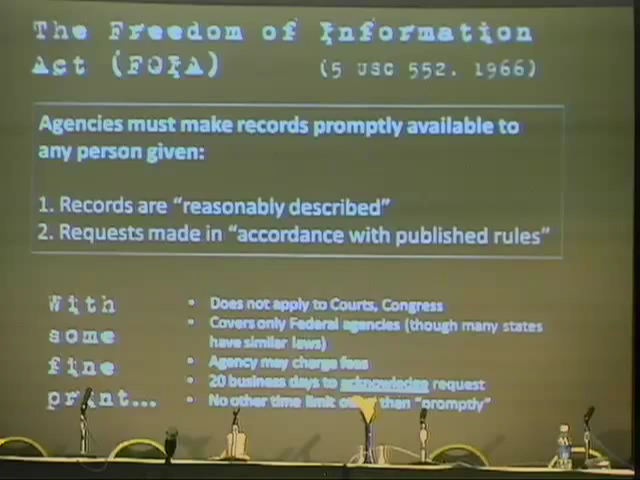 The Freedom of Information
Act (FOIA) (5 USC 552. 1966)
Agencies must make records promptly available to
any person given:
1. Records are “reasonably described”
2. Requests made in “accordance with published rules”
With
some
fine
print...
• Does not apply to Courts, Congress
• Covers only Federal agencies (though many states
have similar laws)
• Agency may charge fees
• 20 business days to acknowledge request
• No other time limit than “promptly”